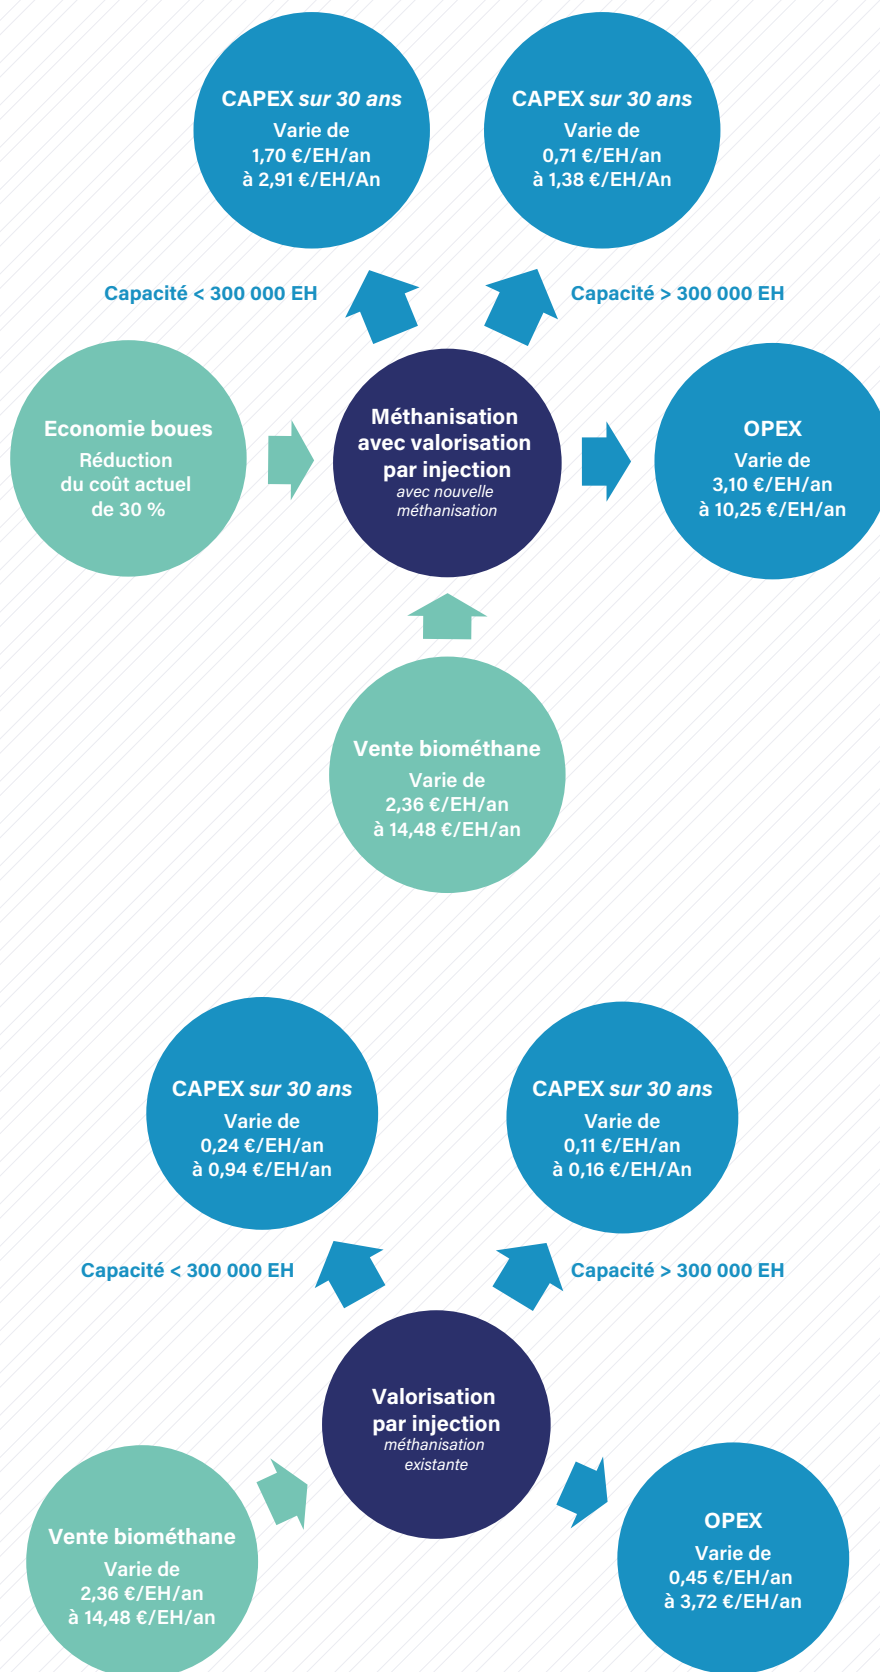 CAPEX sur 30 ans
Varie de
1,70 €/EH/an
à 2,91 €/EH/An
CAPEX sur 30 ans
Varie de
0,71 €/EH/an
à 1,38 €/EH/An
Capacité < 300 000 EH
Capacité > 300 000 EH
Economie boues
Réduction
du coût actuel
de 30 %
Méthanisation
avec valorisation
par injection
avec nouvelle
méthanisation
OPEX
Varie de
3,10 €/EH/an
à 10,25 €/EH/an
Vente biométhane
Varie de
2,36 €/EH/an
à 14,48 €/EH/an
CAPEX sur 30 ans
Varie de
0,24 €/EH/an
à 0,94 €/EH/an
CAPEX sur 30 ans
Varie de
0,11 €/EH/an
à 0,16 €/EH/An
Capacité < 300 000 EH
Capacité > 300 000 EH
Valorisation
par injection
méthanisation
existante
Vente biométhane
Varie de
2,36 €/EH/an
à 14,48 €/EH/an
OPEX
Varie de
0,45 €/EH/an
à 3,72 €/EH/an